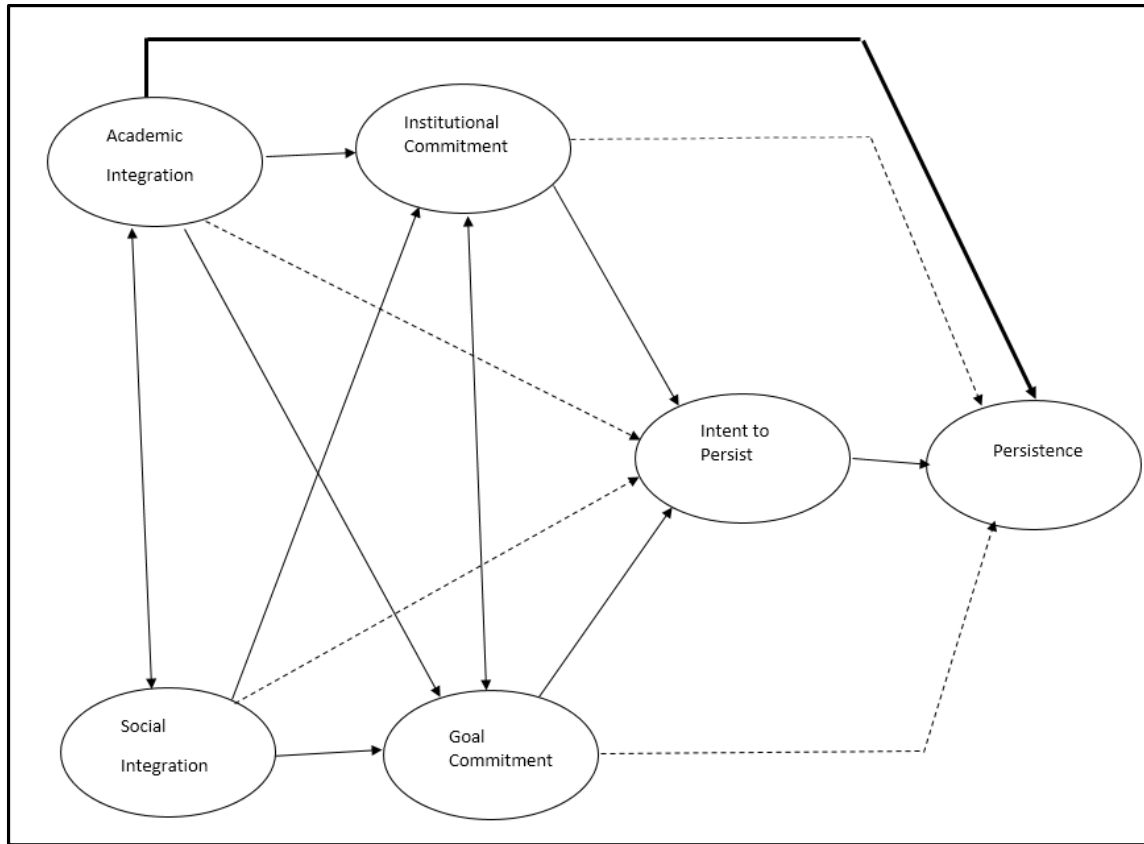 Academic
Integration
Institutional
Commitment
Intent to
Persist
Persistence
Social
Integration
Goal
Commitment